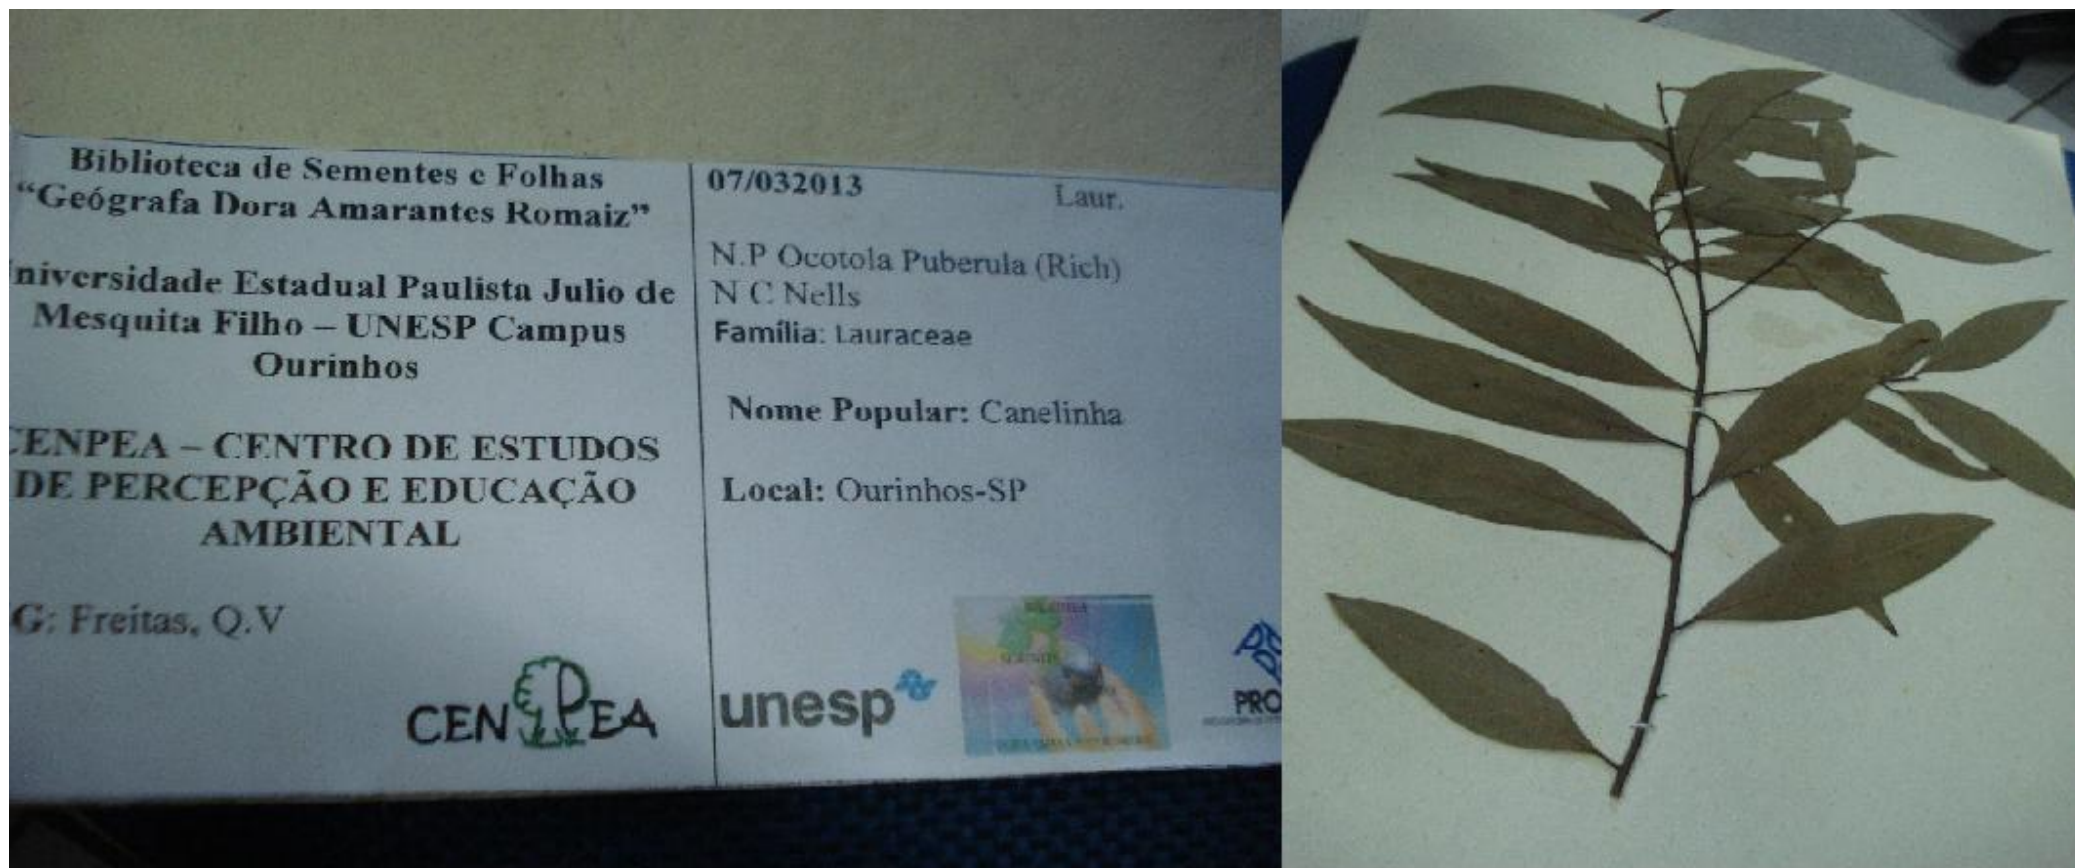 Biblioteca de Sementes e Folhas
“Geógrafa Dora Amarantes Romaiz”
niversidade Estadual Paulista Julio de
Mesquita Filho – UNESP Campus
Ourinhos
CENPEA – CENTRO DE ESTUDOS
DE PERCEPÇÃO E EDUCAÇÃO
AMBIENTAL
G: Freitas, Q.V
CENPEA
07/032013 Laur.
N.P Ocotola Puberula (Rich)
N C Nells
Família: Lauraceae
Nome Popular: Canelinha
Local: Ourinhos-SP
unesp
PRO